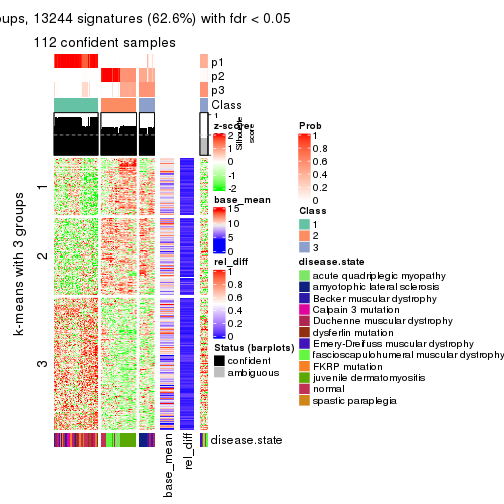 oups, 13244 signatures (62.6%) with fdr < 0.05
112 confident samples
p1
p2
p3
Class
1
Silhouette
score
z-score
2
1
0
-1
-2
base_mean
15
10
5
0
rel_diff
1
0.8
0.6
0.4
0.2
0
Status (barplots)
confident
ambiguous
Prob
1
0.8
0.6
0.4
0.2
0
Class
1
2
3
disease.state
acute quadriplegic myopathy
amyotophic lateral sclerosis
Becker muscular dystrophy
Calpain 3 mutation
Duchenne muscular dystrophy
dysferlin mutation
Emery-Dreifuss muscular dystrophy
fascioscapulohumeral muscular dystrophy
FKRP mutation
juvenile dermatomyositis
normal
spastic paraplegia
k-means with 3 groups
1
2
3
disease.state
base_mean
rel_diff